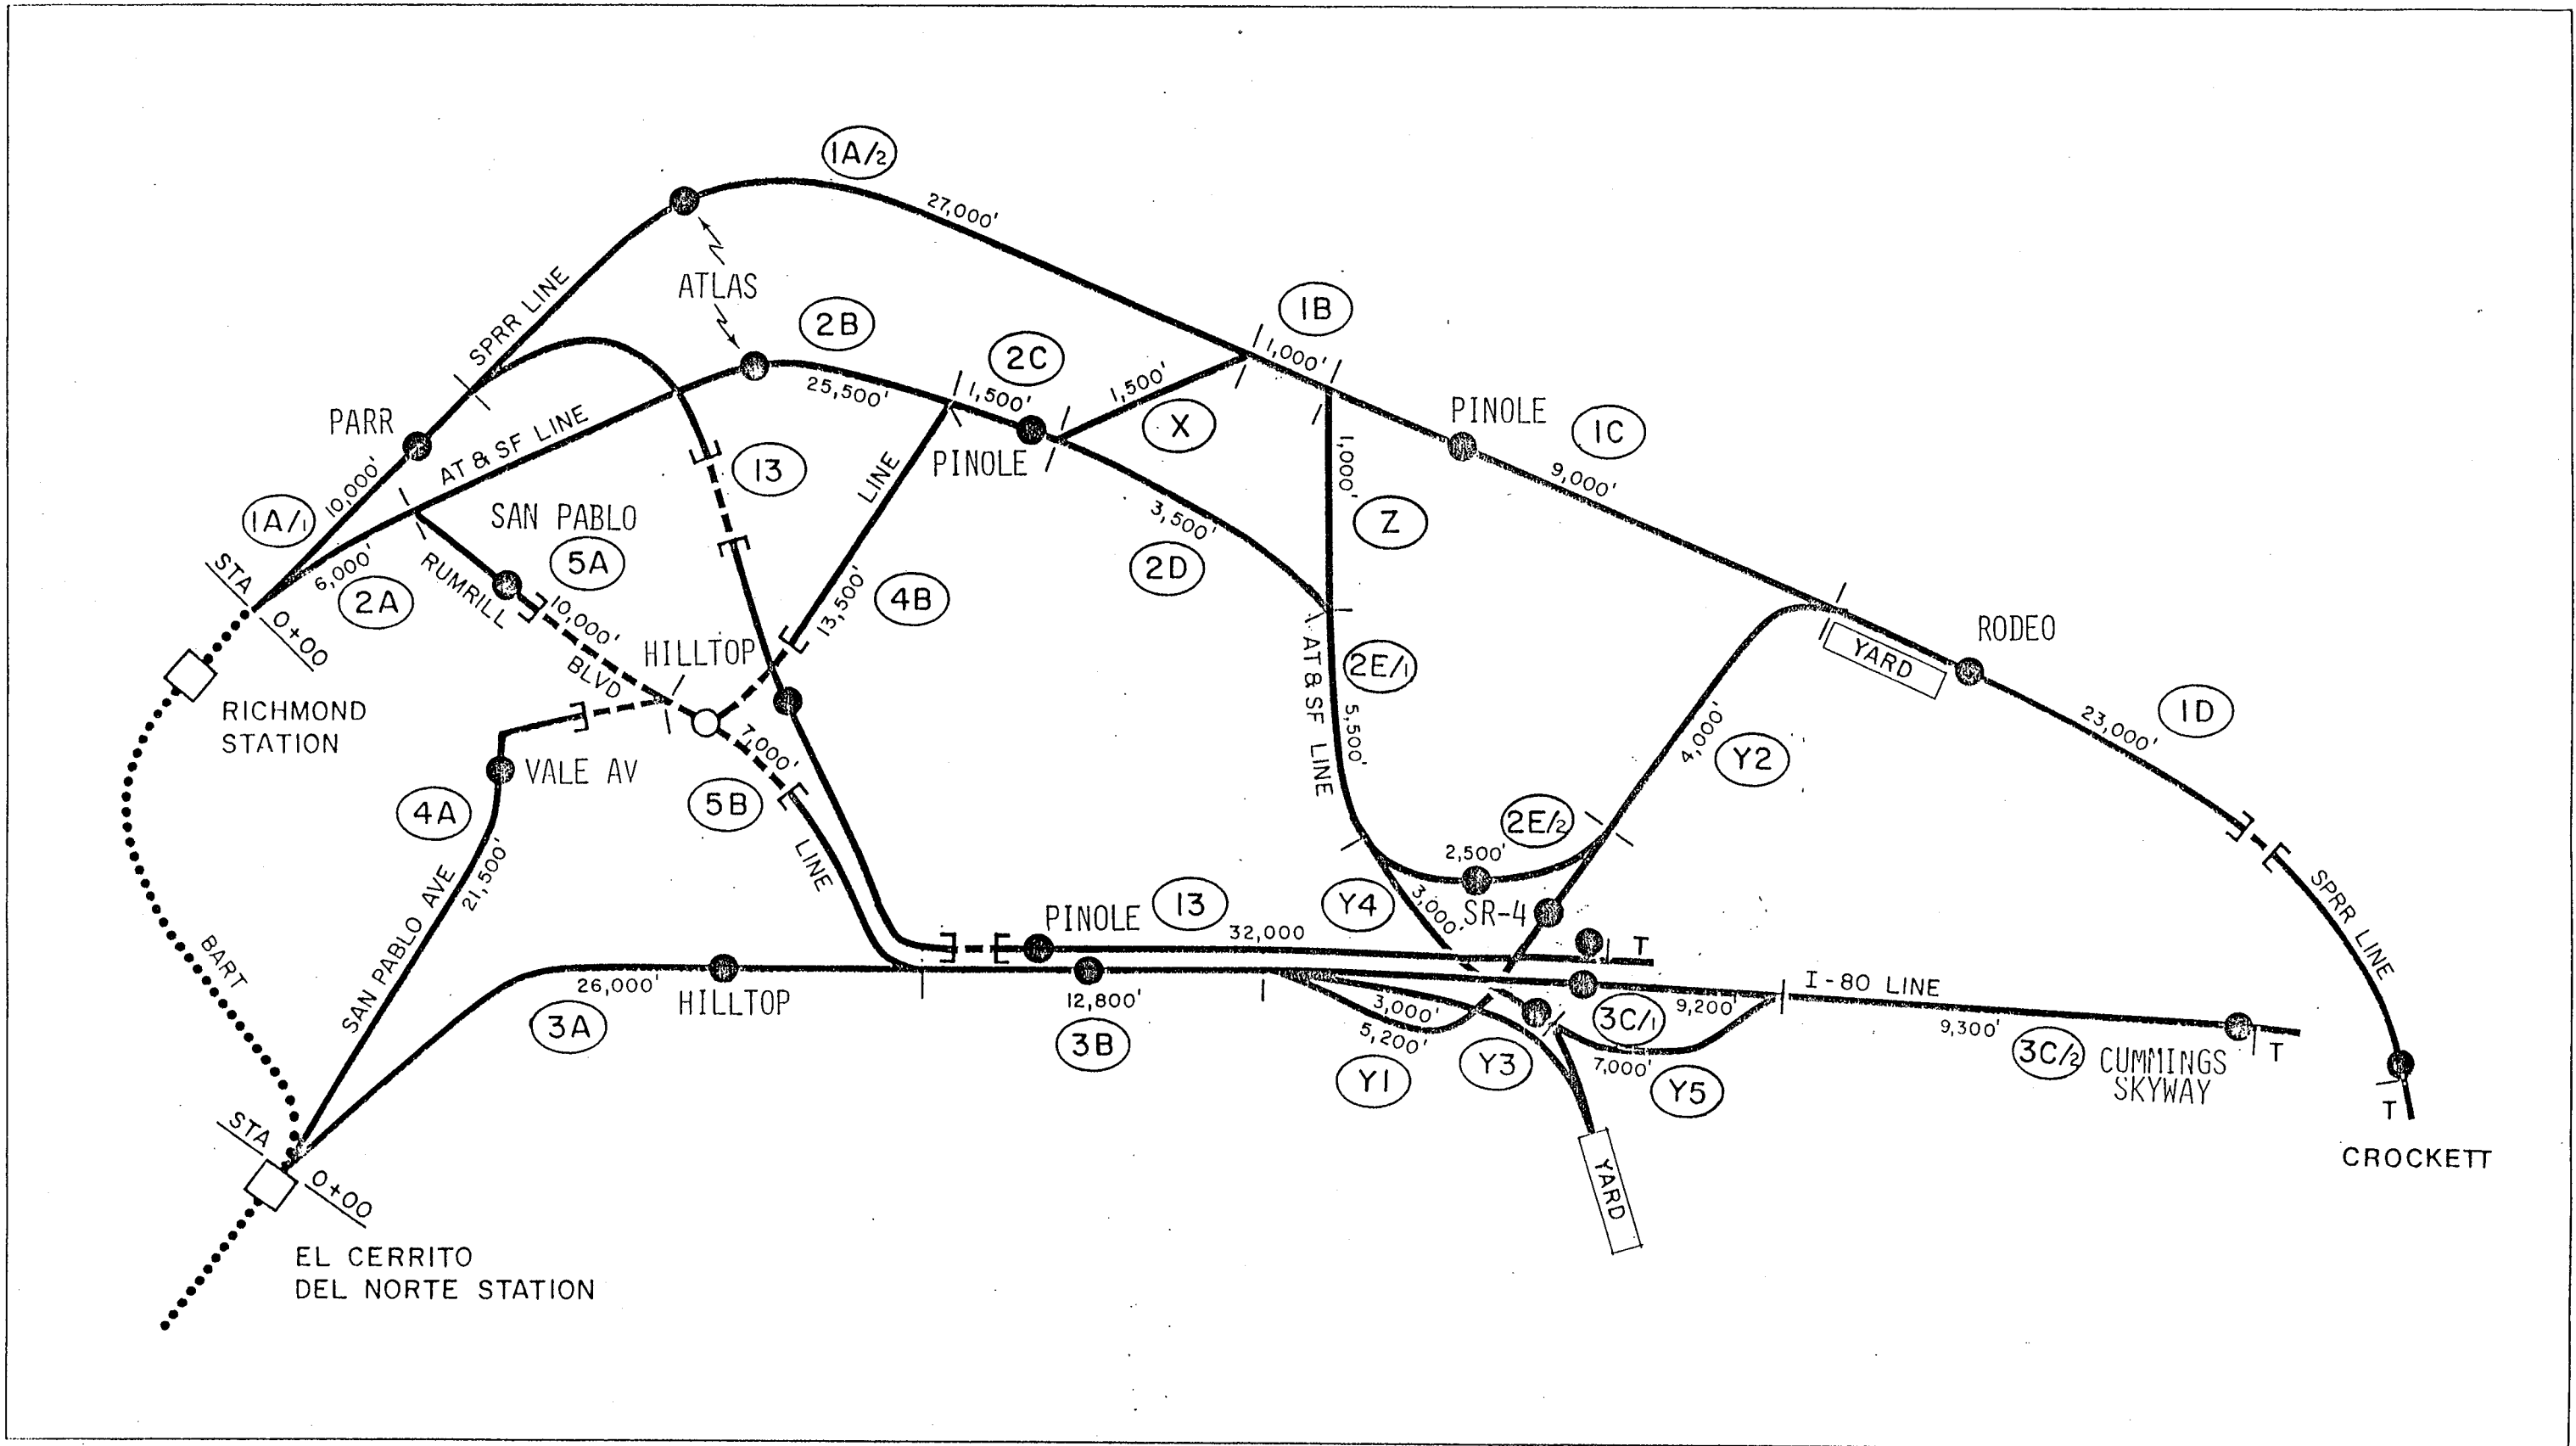 1A/2
27,000'
ATLAS
SPRR LINE
1B
1,000'
2B
25,500'
2C
1,500'
1,500'
X
PINOLE
1C
9,000'
PARR
10,000'
AT & SF LINE
13
LINE
PINOLE
1,000'
Z
1A/1
SAN PABLO
5A
3,500'
2D
STA
0+00
6,000'
2A
RUMRILL
BLVD
10,000'
13,500'
4B
HILLTOP
2E/1
AT & SF LINE
5,500'
YARD
RODEO
RICHMOND
STATION
VALE AV
7,000'
5B
LINE
4,000'
Y2
23,000'
1D
4A
21,500'
SAN PABLO AVE
2E/2
2,500'
Y4
3,000'
SR-4
SPRR LINE
BART
PINOLE
13
32,000
T
26,000'
3A
HILLTOP
12,800'
3B
3,000'
5,200'
Y1
Y3
3C/1
9,200'
7,000'
Y5
I-80 LINE
9,300'
3C/2
CUMMINGS
SKYWAY
T
T
CROCKETT
STA
0+00
YARD
EL CERRITO
DEL NORTE STATION